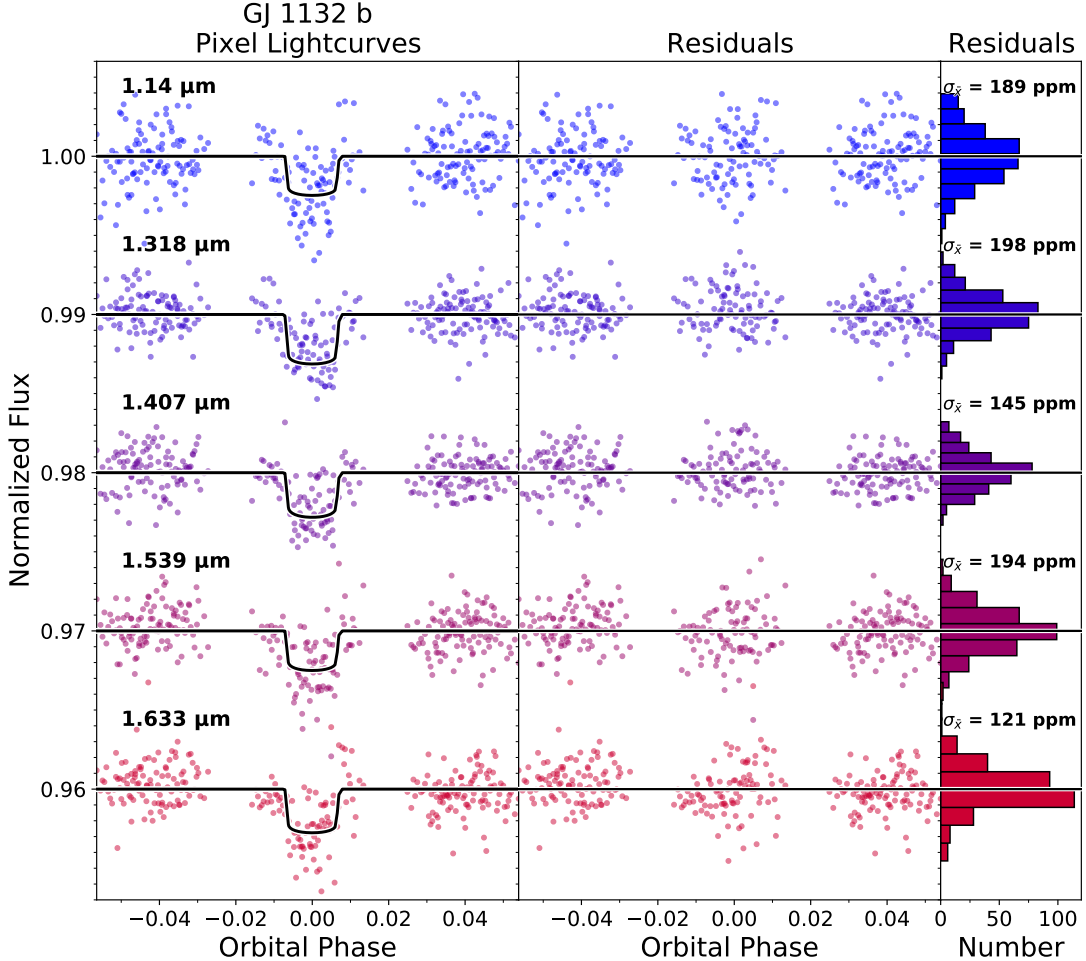 GJ 1132 b
Pixel Lightcurves
Residuals
Residuals
1.14 µm
σx̄ = 189 ppm
1.00
1.318 µm
σx̄ = 198 ppm
0.99
1.407 µm
σx̄ = 145 ppm
0.98
1.539 µm
σx̄ = 194 ppm
0.97
1.633 µm
σx̄ = 121 ppm
0.96
Normalized Flux
−0.04 −0.02 0.00 0.02 0.04
−0.04 −0.02 0.00 0.02 0.04
0 50 100
Orbital Phase
Orbital Phase
Number